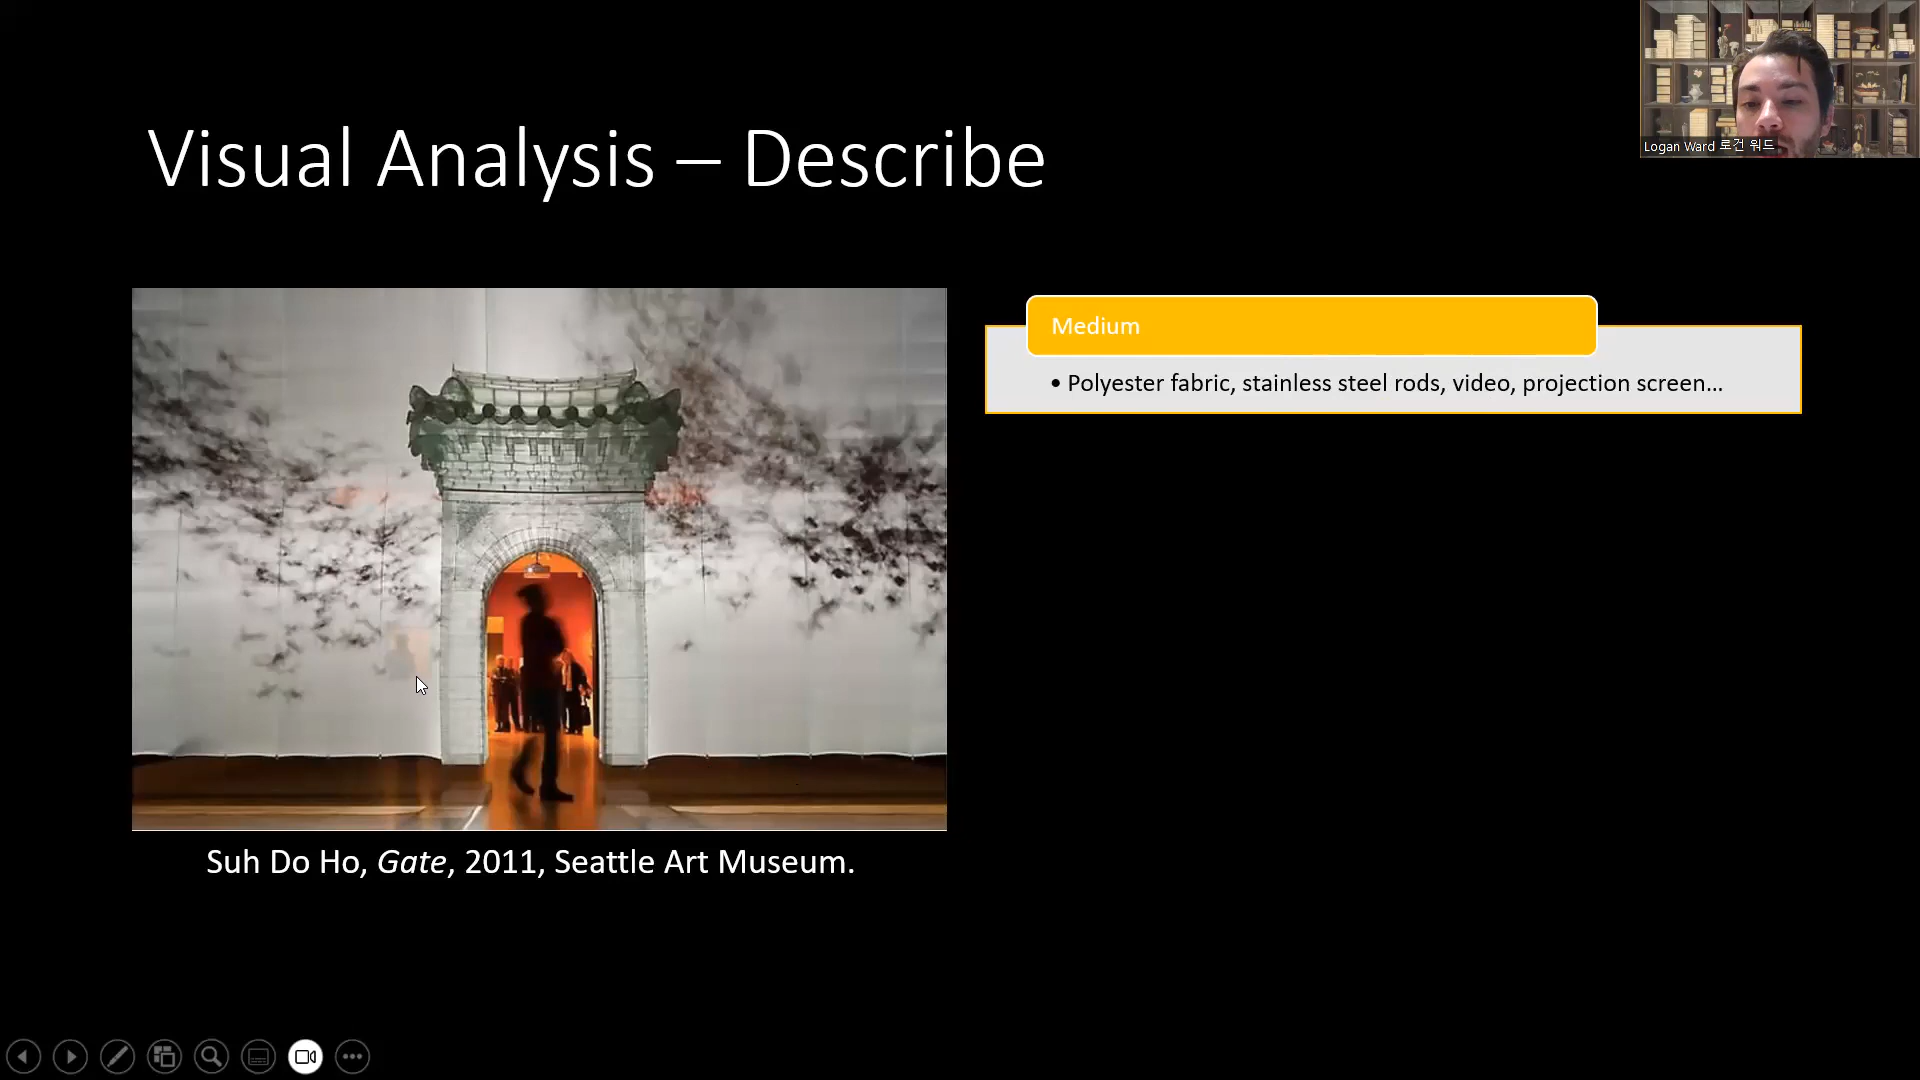 Visual Analysis – Describe
Logan Ward 로건 워드
Medium
• Polyester fabric, stainless steel rods, video, projection screen...
Suh Do Ho, Gate, 2011, Seattle Art Museum.